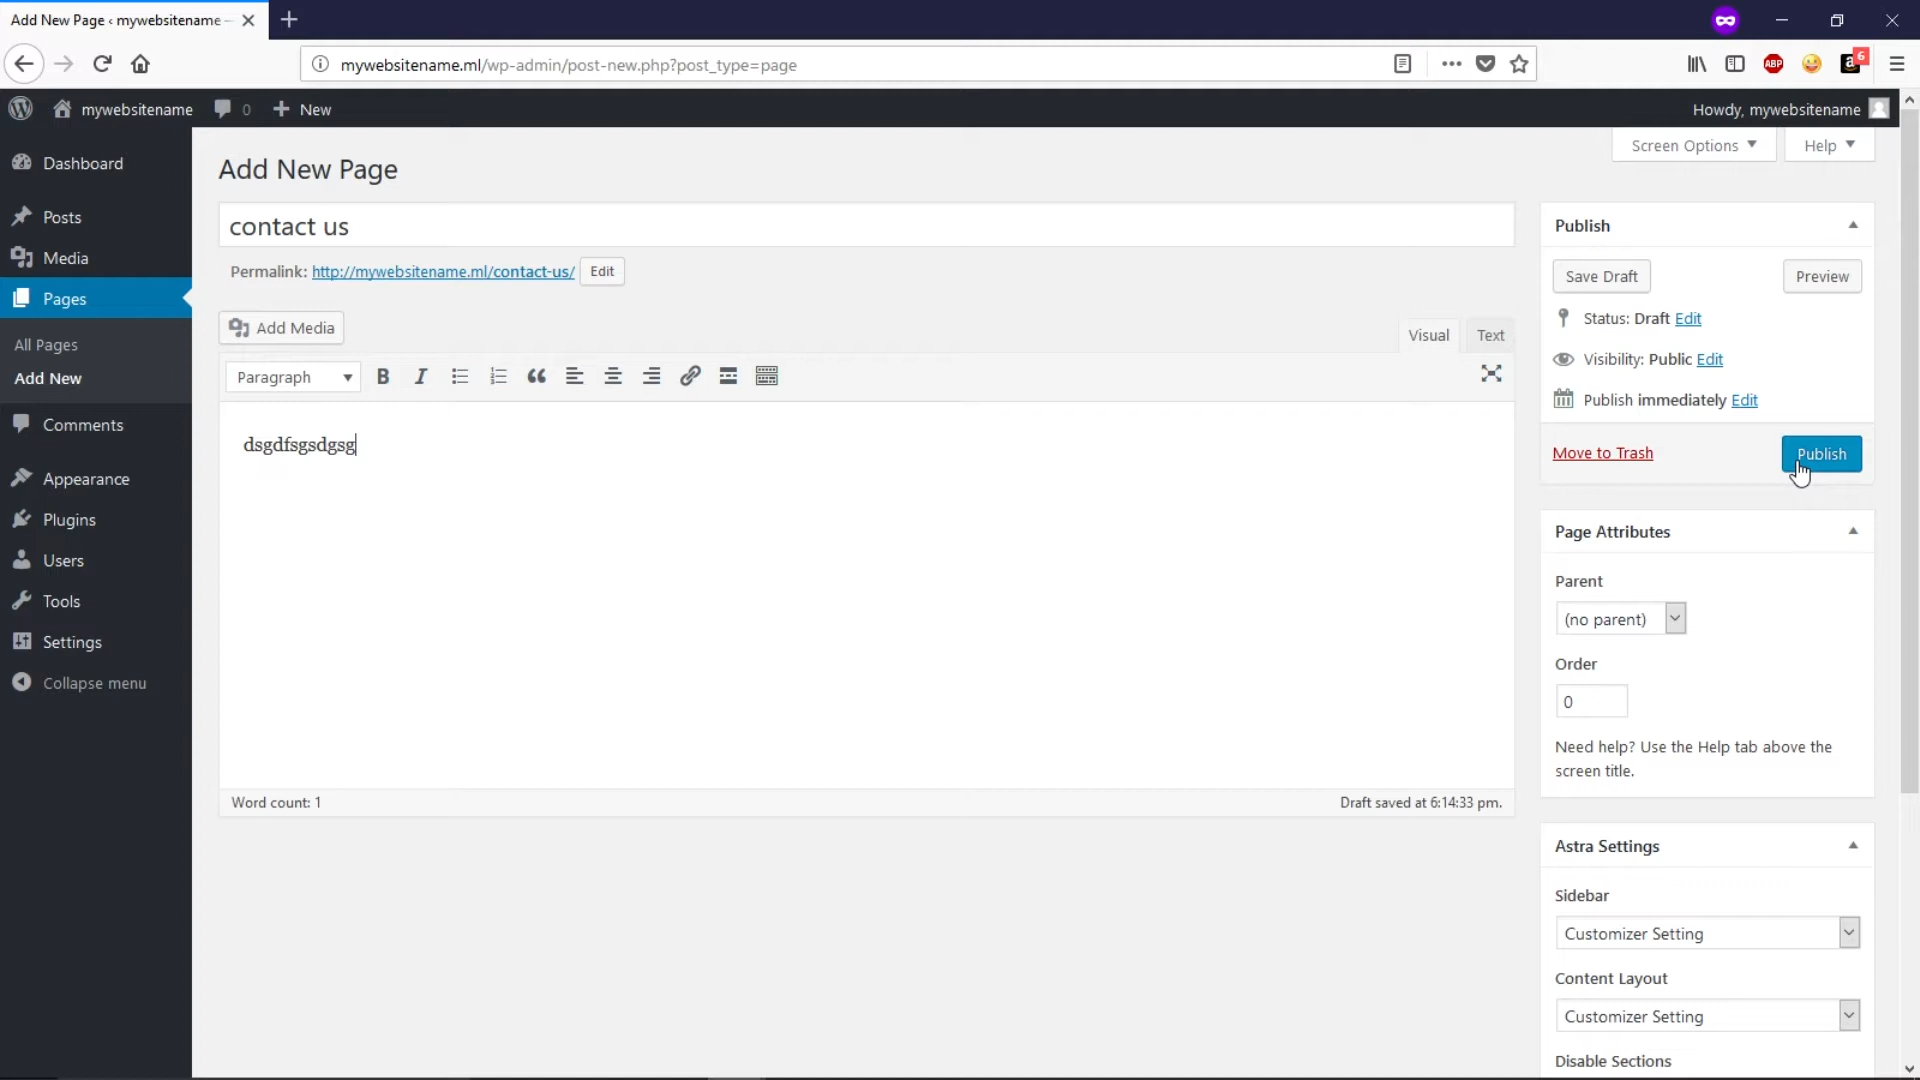 Add New Page ‹ mywebsitename –
mywebsitename.ml/wp-admin/post-new.php?post_type=page
ABP
a
6
mywebsitename
0
New
Howdy, mywebsitename
Dashboard
Posts
Media
Pages
All Pages
Add New
Comments
Appearance
Plugins
Users
Tools
Settings
Collapse menu
Screen Options
Help
Add New Page
contact us
Permalink: http://mywebsitename.ml/contact-us/ Edit
Add Media
Visual
Text
Paragraph
B
I
dsgdfsgsdgsg
Word count: 1
Draft saved at 6:14:33 pm.
Publish
Save Draft
Preview
Status: Draft Edit
Visibility: Public Edit
Publish immediately Edit
Move to Trash
Publish
Page Attributes
Parent
(no parent)
Order
0
Need help? Use the Help tab above the
screen title.
Astra Settings
Sidebar
Customizer Setting
Content Layout
Customizer Setting
Disable Sections